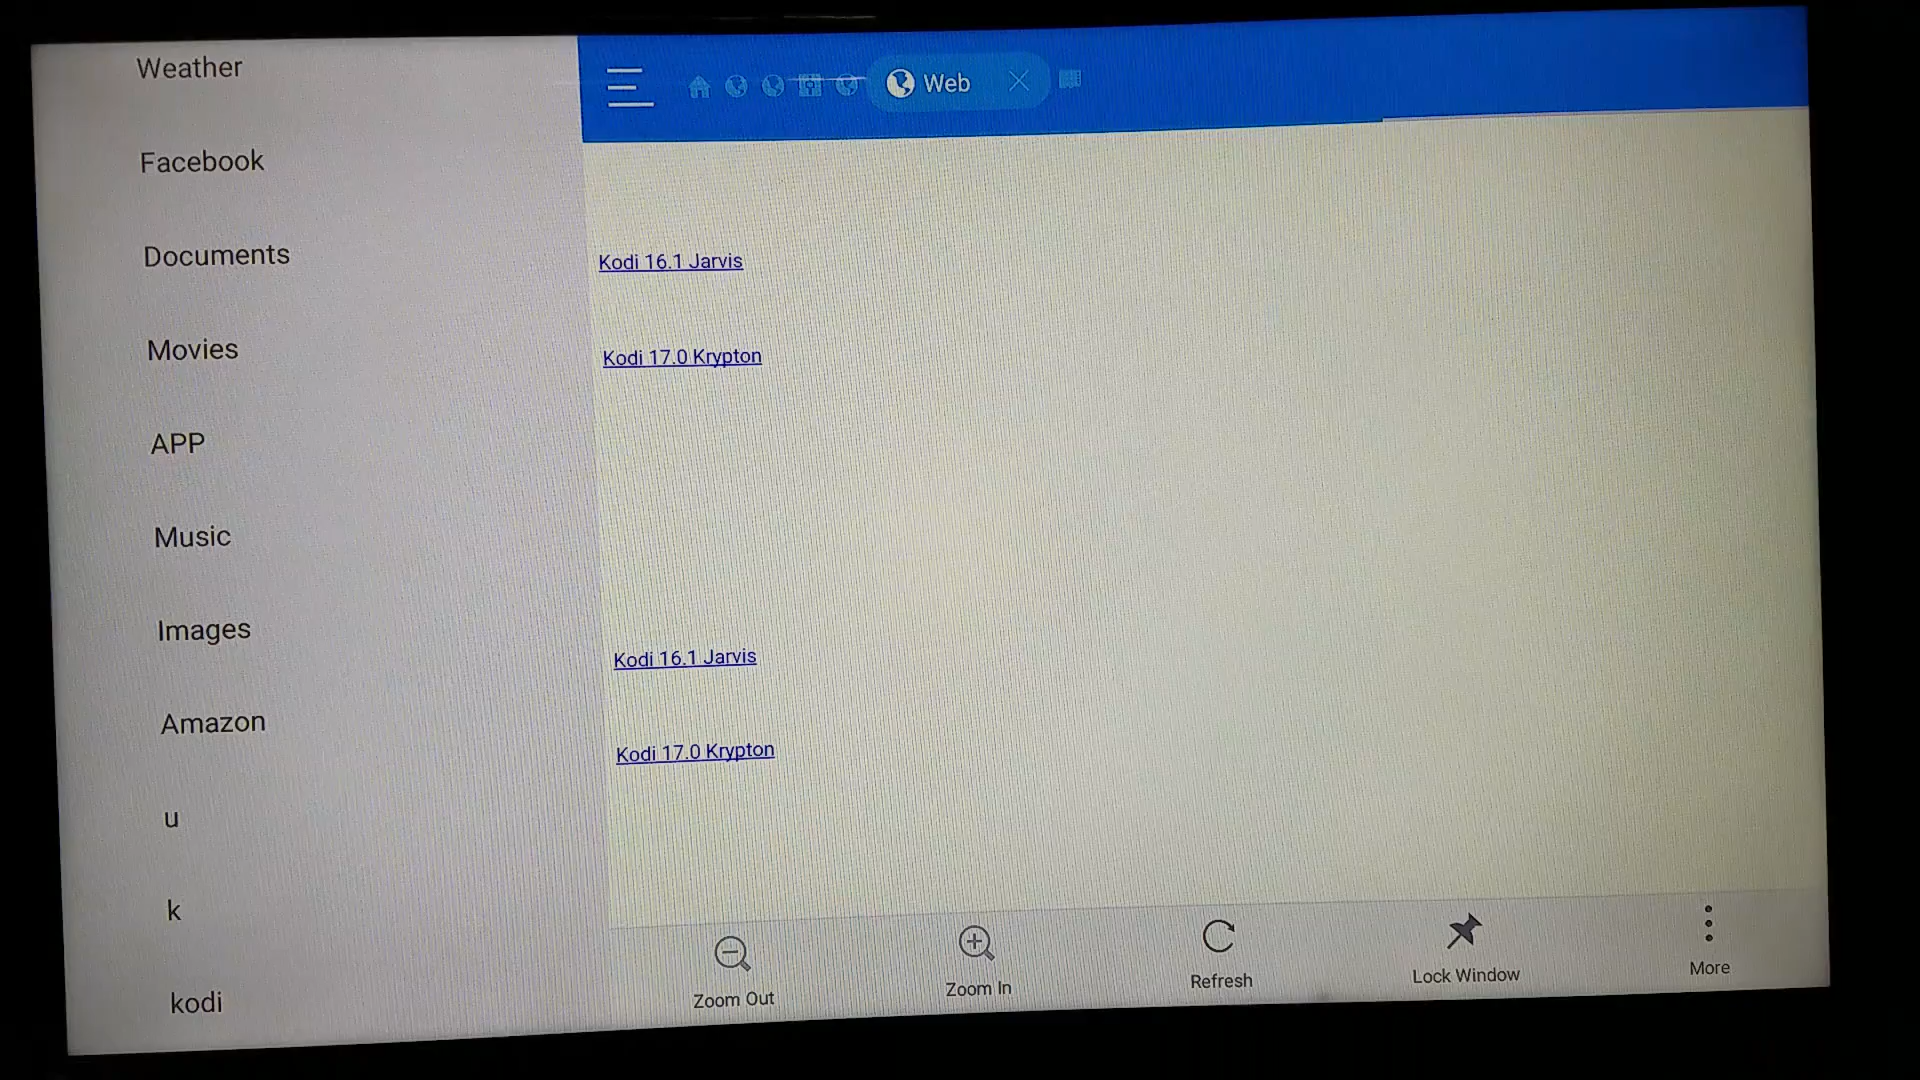 Weather
Facebook
Documents
Movies
APP
Music
Images
Amazon
u
k
kodi
Web
Kodi 16.1 Jarvis
Kodi 17.0 Krypton
Kodi 16.1 Jarvis
Kodi 17.0 Krypton
Zoom Out
Zoom In
Refresh
Lock Window
More